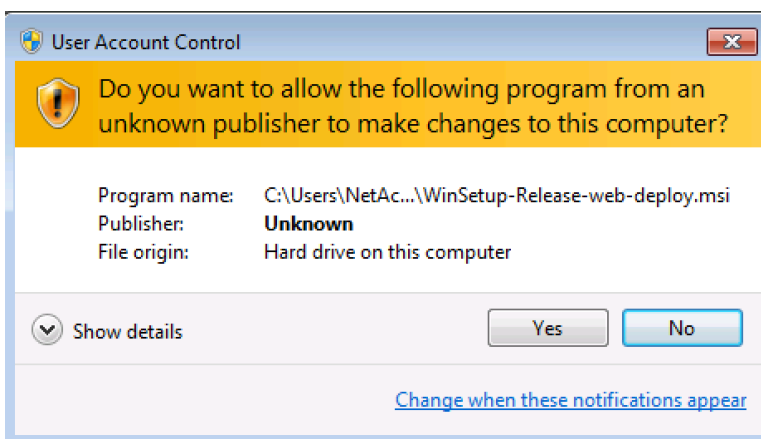 User Account Control
Do you want to allow the following program from an
unknown publisher to make changes to this computer?
Program name: C:\Users\NetAc...\WinSetup-Release-web-deploy.msi
Publisher: Unknown
File origin: Hard drive on this computer
Show details Yes No
Change when these notifications appear